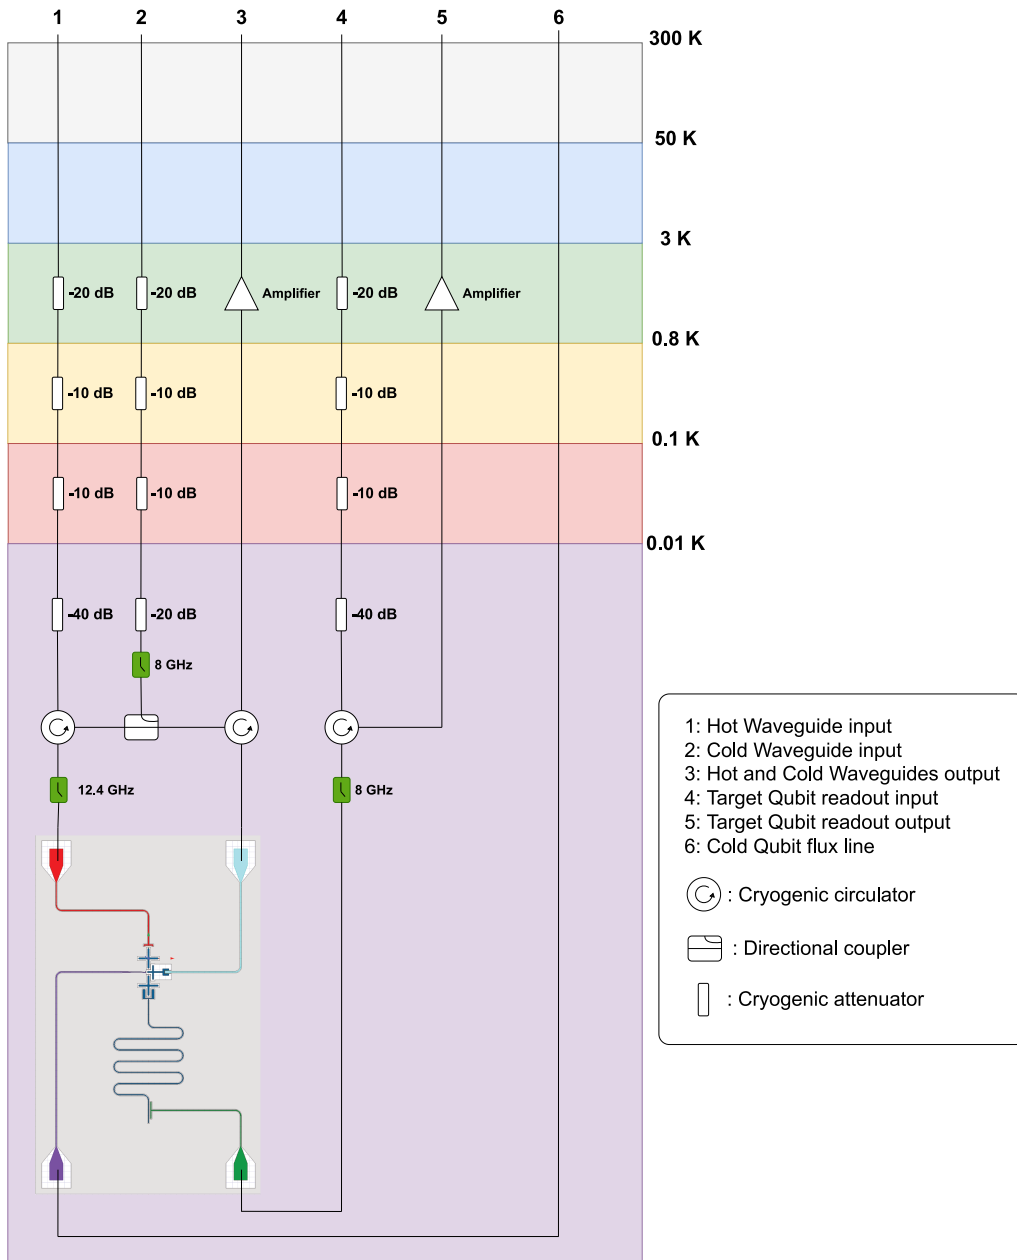 1 2 3 4 5 6
300 K
50 K
3 K
-20 dB -20 dB Amplifier -20 dB Amplifier
0.8 K
-10 dB -10 dB -10 dB
0.1 K
-10 dB -10 dB -10 dB
0.01 K
-40 dB -20 dB -40 dB
8 GHz
12.4 GHz 8 GHz
1: Hot Waveguide input
2: Cold Waveguide input
3: Hot and Cold Waveguides output
4: Target Qubit readout input
5: Target Qubit readout output
6: Cold Qubit flux line
: Cryogenic circulator
: Directional coupler
: Cryogenic attenuator